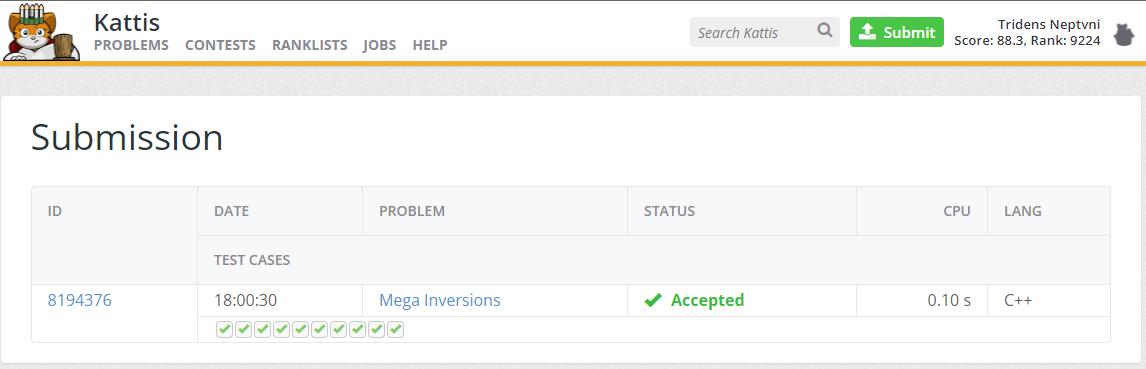 Kattis
PROBLEMS CONTESTS RANKLISTS JOBS HELP
Search Kattis
Submit
Tridens Neptvni
Score: 88.3, Rank: 9224
Submission
ID DATE PROBLEM STATUS CPU LANG
TEST CASES
8194376 18:00:30 Mega Inversions Accepted 0.10 s C++